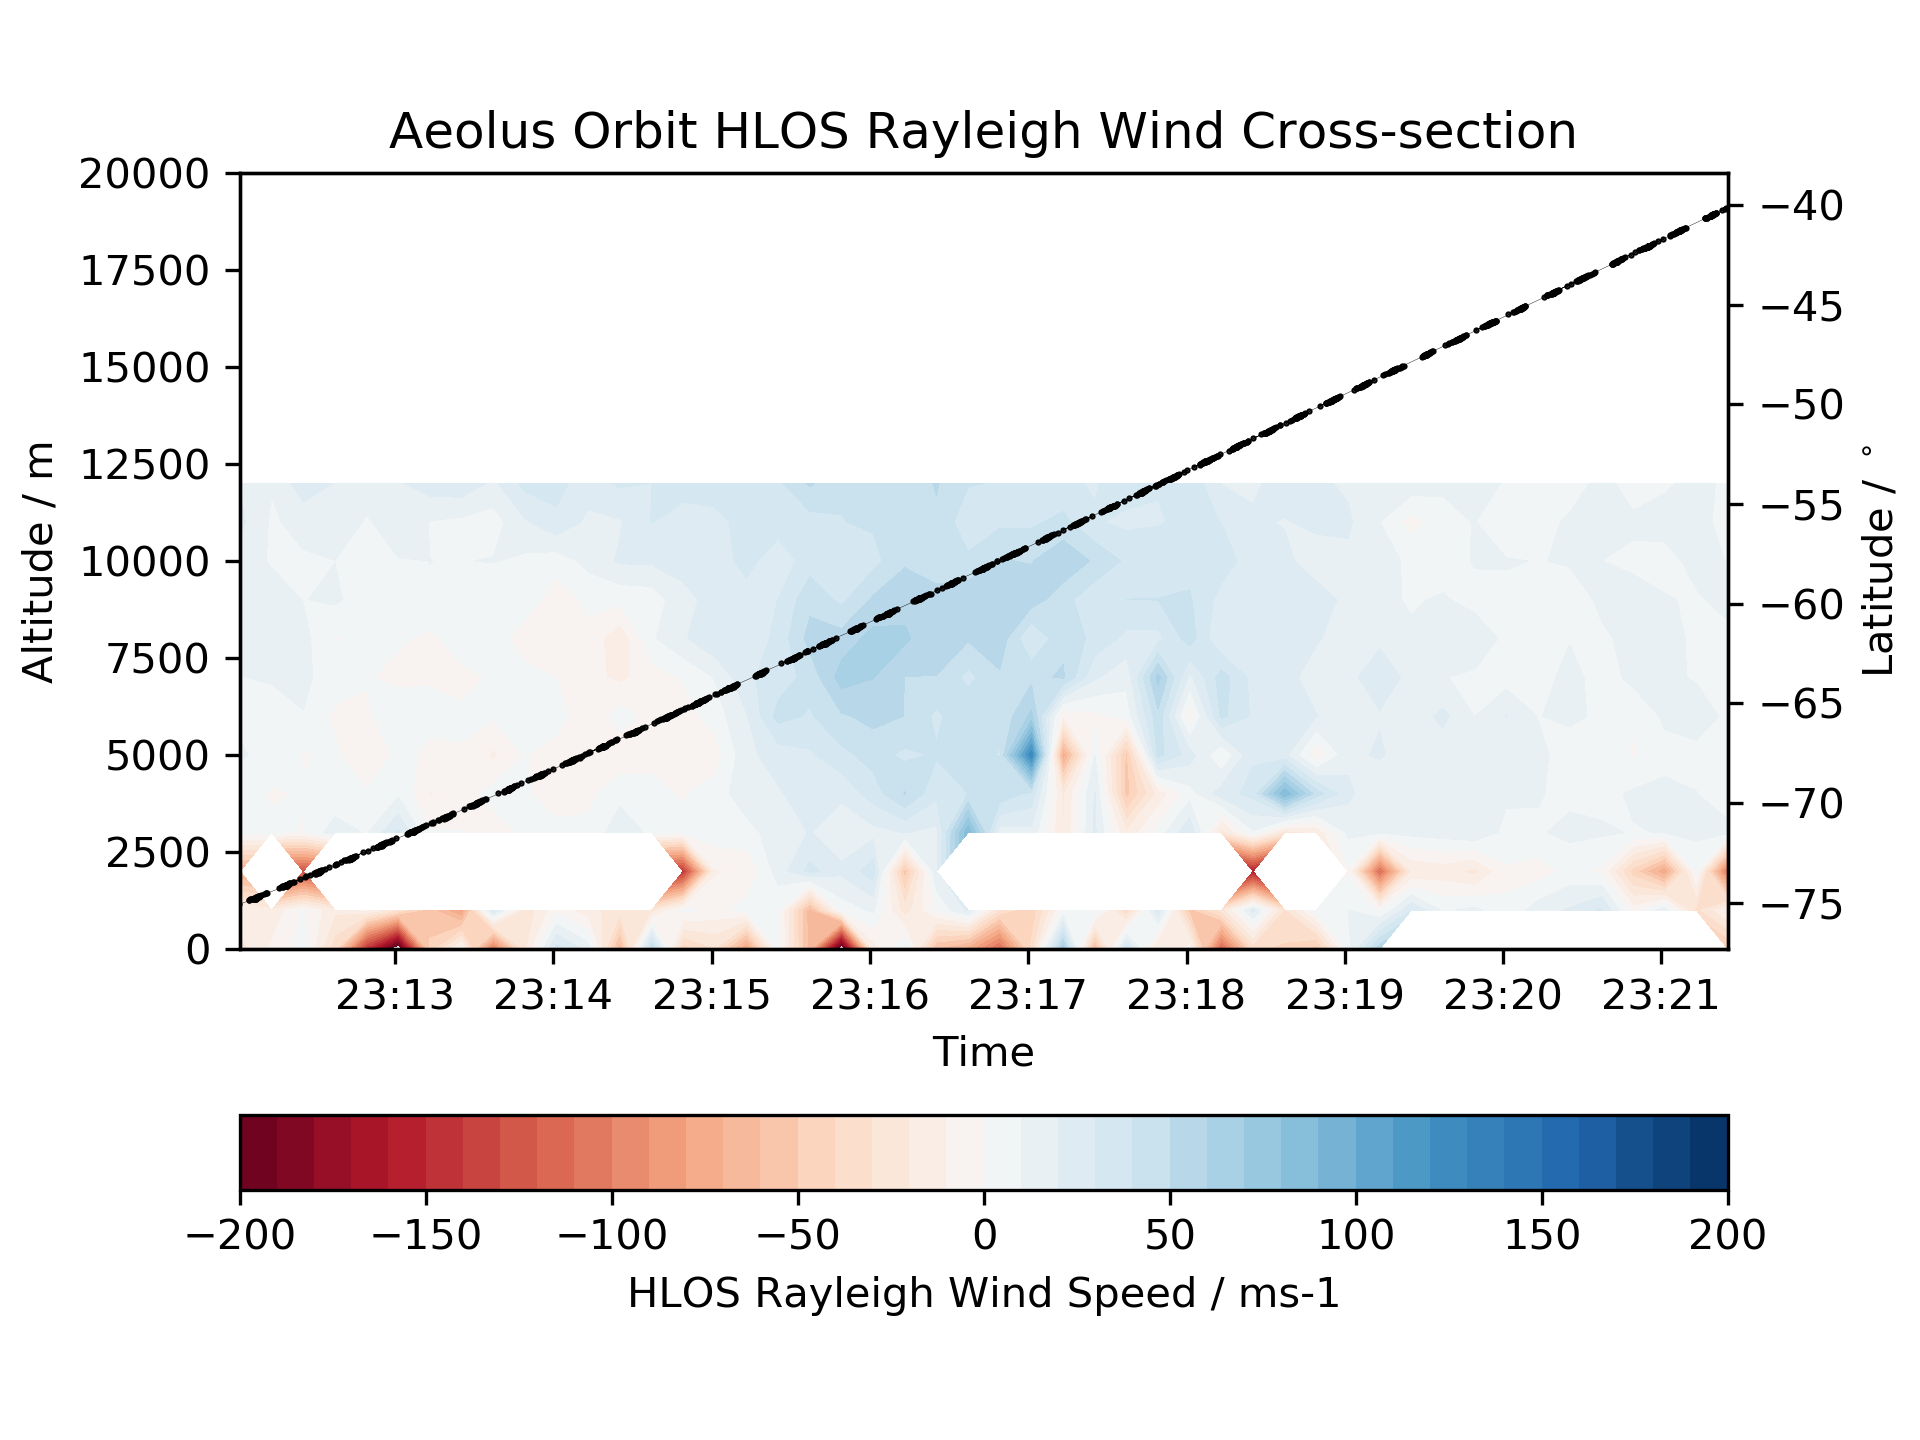 Aeolus Orbit HLOS Rayleigh Wind Cross-section
20000
17500
15000
12500
10000
7500
5000
2500
0
Altitude / m
−40
−45
−50
−55
−60
−65
−70
−75
Latitude / °
23:13 23:14 23:15 23:16 23:17 23:18 23:19 23:20 23:21
Time
−200 −150 −100 −50 0 50 100 150 200
HLOS Rayleigh Wind Speed / ms-1